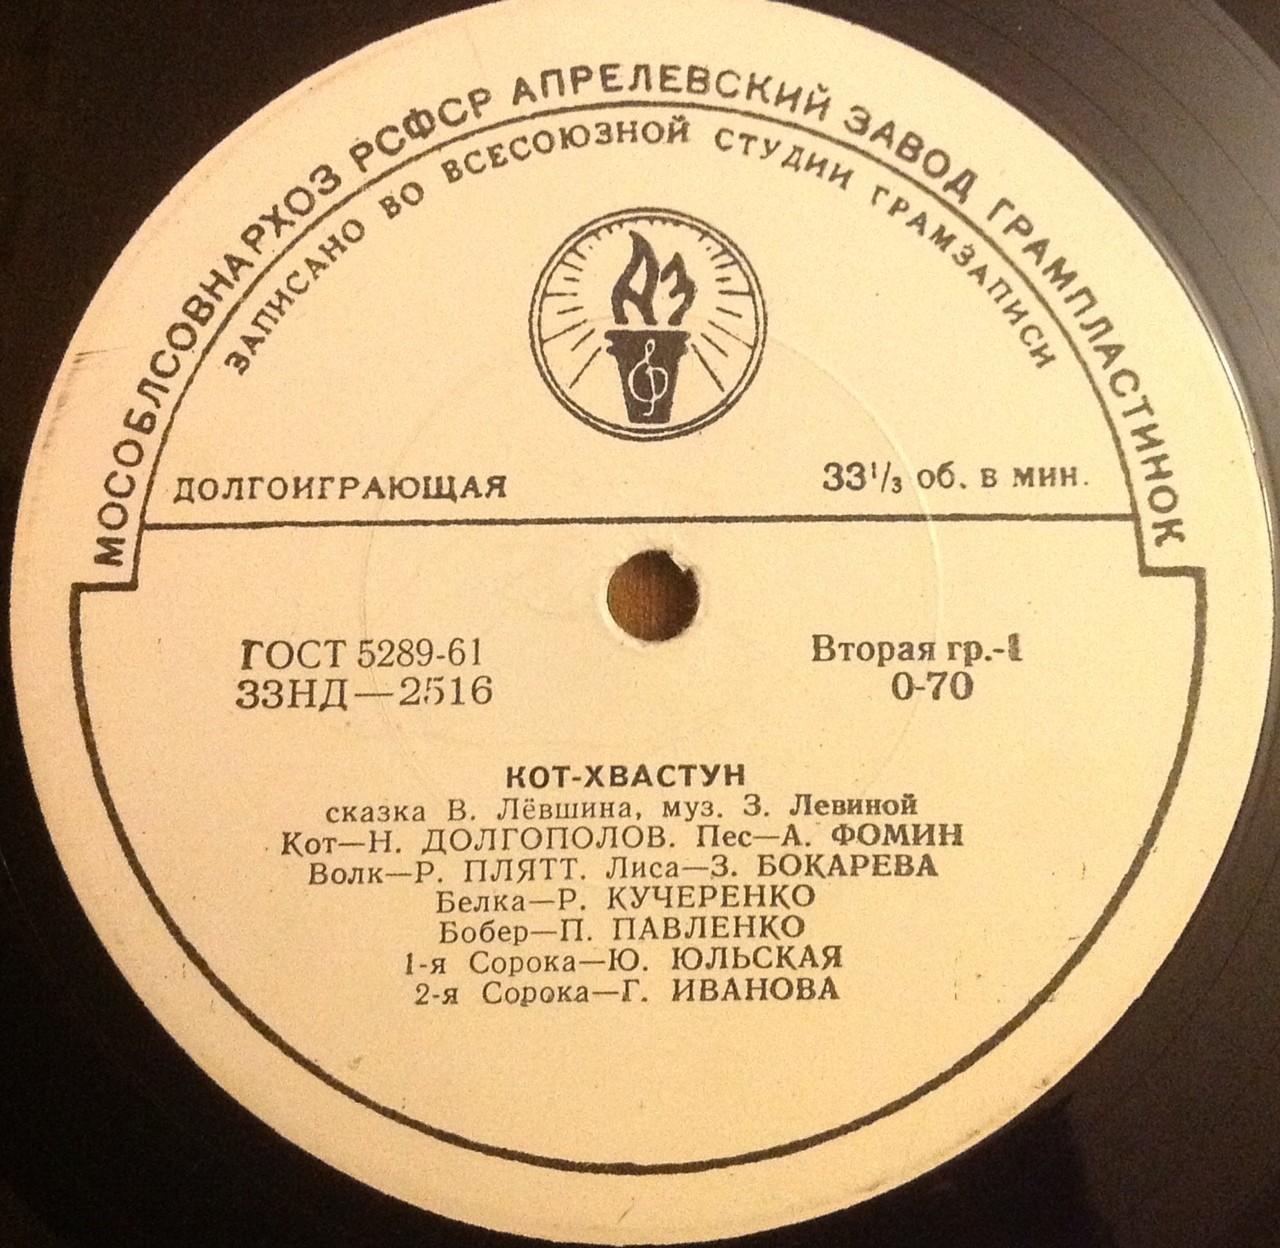 МОСОБЛСОВНАРХОЗ РСФСР АПРЕЛЕВСКИЙ ЗАВОД ГРАМПЛАСТИНОК
ЗАПИСАНО ВО ВСЕСОЮЗНОЙ СТУДИИ ГРАМЗАПИСИ
АЗ
ДОЛГОИГРАЮЩАЯ
33⅓ об. в мин.
ГОСТ 5289-61
33НД—2516
Вторая гр.-1
0-70
КОТ-ХВАСТУН
сказка В. Лёвшина, муз. З. Левиной
Кот—Н. ДОЛГОПОЛОВ. Пес—А. ФОМИН
Волк—Р. ПЛЯТТ. Лиса—З. БОКАРЕВА
Белка—Р. КУЧЕРЕНКО
Бобер—П. ПАВЛЕНКО
1-я Сорока—Ю. ЮЛЬСКАЯ
2-я Сорока—Г. ИВАНОВА